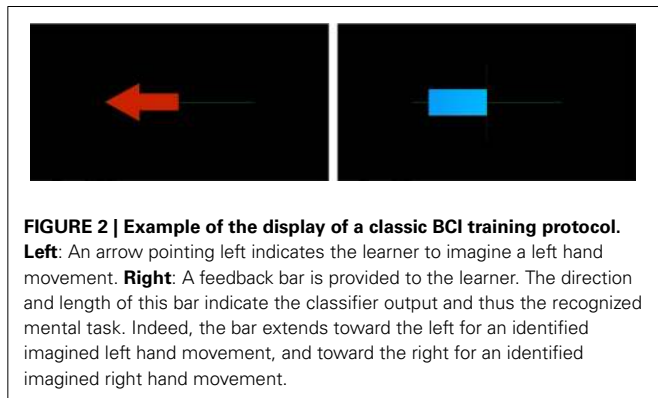 FIGURE 2 | Example of the display of a classic BCI training protocol.
Left: An arrow pointing left indicates the learner to imagine a left hand
movement. Right: A feedback bar is provided to the learner. The direction
and length of this bar indicate the classifier output and thus the recognized
mental task. Indeed, the bar extends toward the left for an identified
imagined left hand movement, and toward the right for an identified
imagined right hand movement.